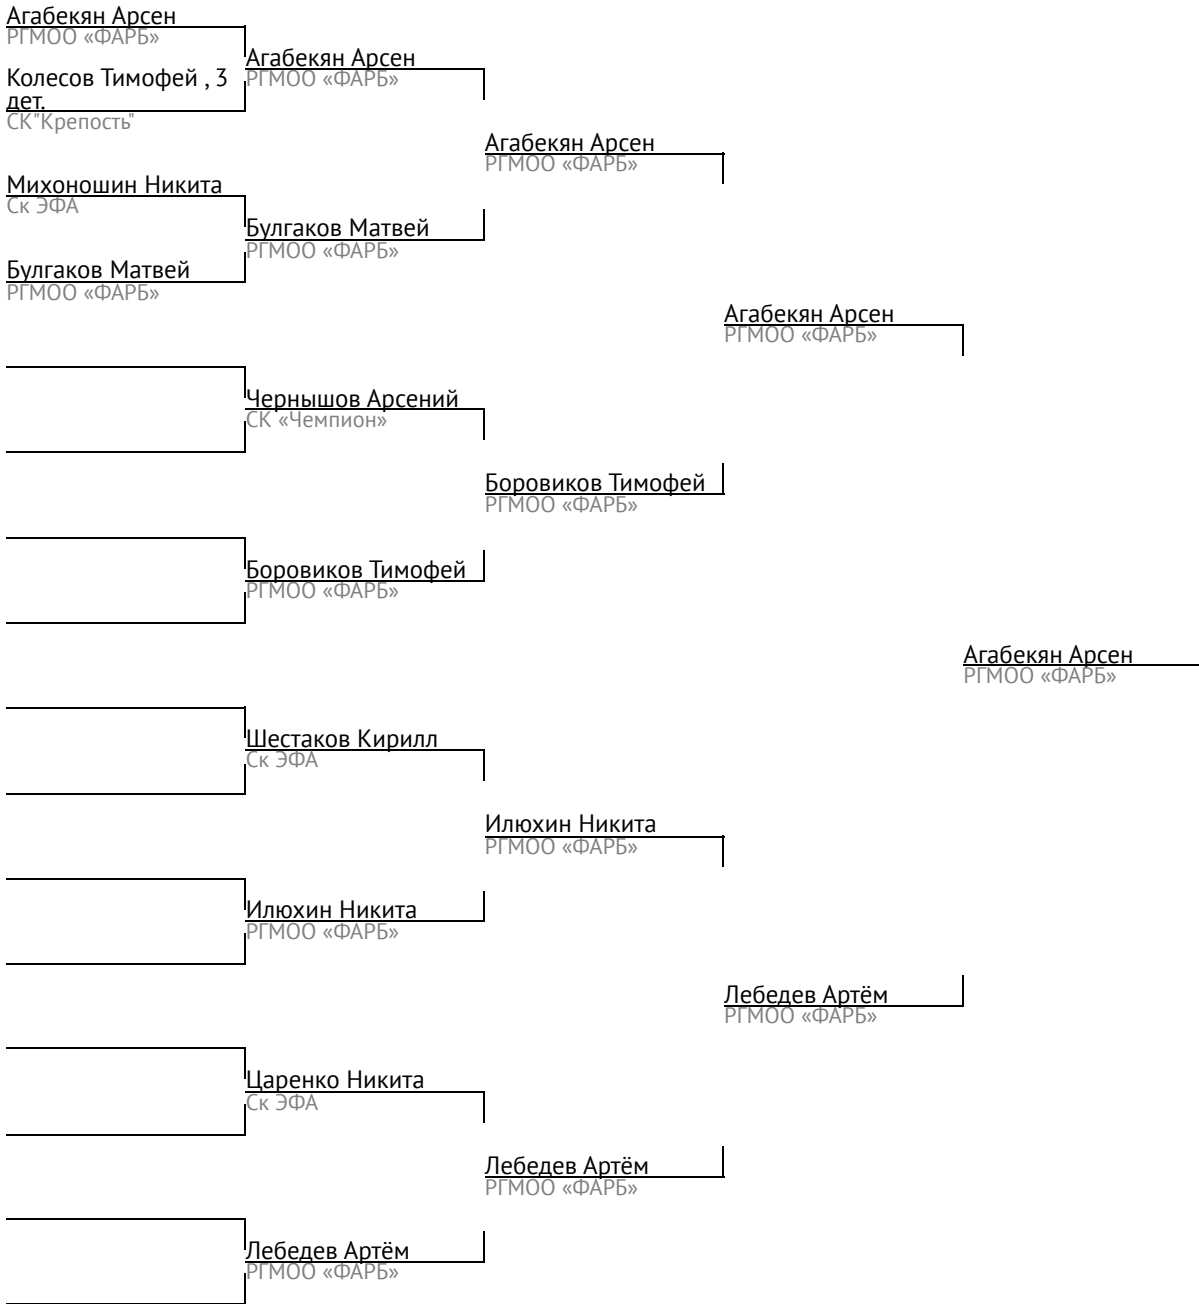 Агабекян Арсен
РГМОО «ФАРБ»
Колесов Тимофей , 3
дет.
СК"Крепость"
Михоношин Никита
Ск ЭФА
Булгаков Матвей
РГМОО «ФАРБ»
Агабекян Арсен
РГМОО «ФАРБ»
Булгаков Матвей
РГМОО «ФАРБ»
Чернышов Арсений
СК «Чемпион»
Боровиков Тимофей
РГМОО «ФАРБ»
Шестаков Кирилл
Ск ЭФА
Илюхин Никита
РГМОО «ФАРБ»
Царенко Никита
Ск ЭФА
Лебедев Артём
РГМОО «ФАРБ»
Агабекян Арсен
РГМОО «ФАРБ»
Боровиков Тимофей
РГМОО «ФАРБ»
Илюхин Никита
РГМОО «ФАРБ»
Лебедев Артём
РГМОО «ФАРБ»
Агабекян Арсен
РГМОО «ФАРБ»
Лебедев Артём
РГМОО «ФАРБ»
Агабекян Арсен
РГМОО «ФАРБ»